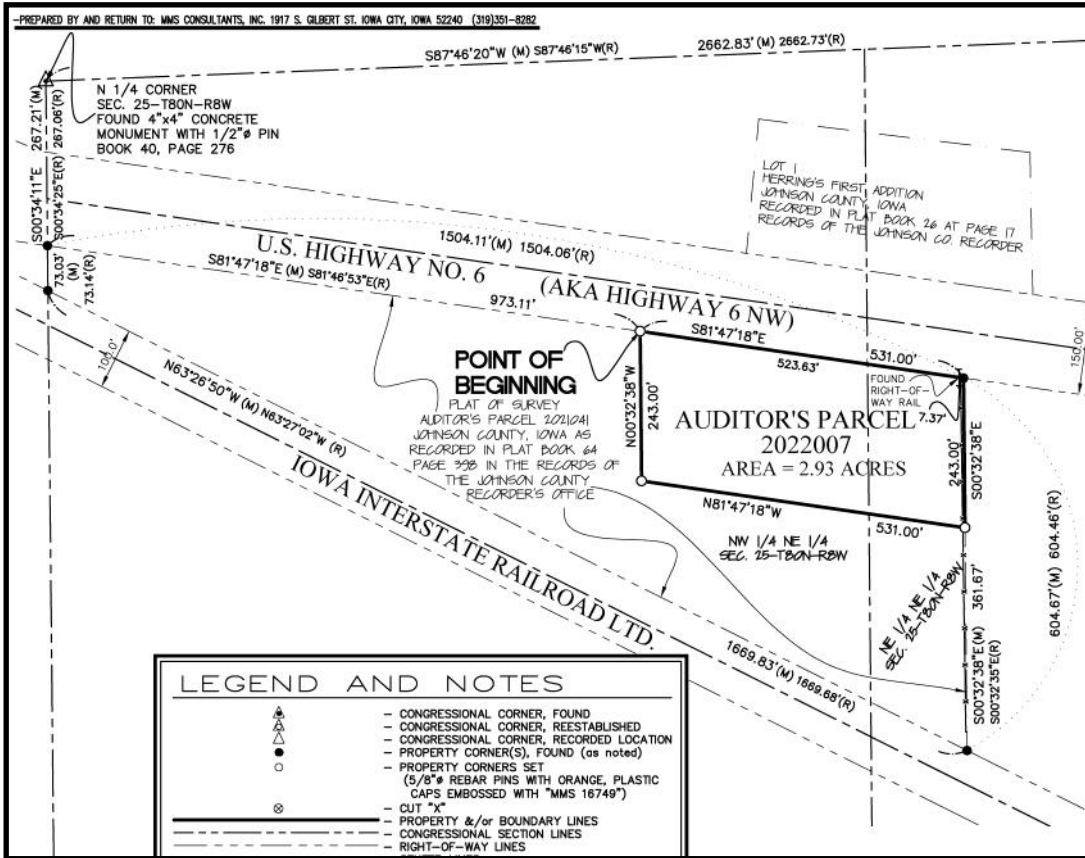 -PREPARED BY AND RETURN TO: MMS CONSULTANTS, INC. 1917 S. GILBERT ST. IOWA CITY, IOWA 52240 (319)351-8282
S87°46'20"W (M) S87°46'15"W(R)
2662.83'(M) 2662.73'(R)
N 1/4 CORNER
SEC. 25-T80N-R8W
FOUND 4"x4" CONCRETE
MONUMENT WITH 1/2"ø PIN
BOOK 40, PAGE 276
S00°34'11"E 267.21'(M)
S00°34'25"E(R) 267.06'(R)
73.03'
(M)
73.14'(R)
LOT 1
HERRING'S FIRST ADDITION
JOHNSON COUNTY, IOWA
RECORDED IN PLAT BOOK 26 AT PAGE 17
RECORDS OF THE JOHNSON CO. RECORDER
1504.11'(M) 1504.06'(R)
U.S. HIGHWAY NO. 6
(AKA HIGHWAY 6 NW)
S81°47'18"E (M) S81°46'53"E(R)
973.11'
S81°47'18"E
523.63'
531.00'
150.00'
100.0'
POINT OF
BEGINNING
PLAT OF SURVEY
AUDITOR'S PARCEL 2021041
JOHNSON COUNTY, IOWA AS
RECORDED IN PLAT BOOK 64
PAGE 398 IN THE RECORDS OF
THE JOHNSON COUNTY
RECORDER'S OFFICE
N00°32'38"W
243.00'
FOUND
RIGHT-OF-
WAY RAIL
7.37'
AUDITOR'S PARCEL
2022007
AREA = 2.93 ACRES
243.00'
S00°32'38"E
N81°47'18"W
531.00'
N63°26'50"W (M) N63°27'02"W (R)
IOWA INTERSTATE RAILROAD LTD.
NW 1/4 NE 1/4
SEC. 25-T80N-R8W
NE 1/4 NE 1/4
SEC. 25-T80N-R8W
361.67'
S00°32'38"E(M)
S00°32'35"E(R)
604.67'(M) 604.46'(R)
1669.83'(M) 1669.68'(R)
LEGEND AND NOTES
- CONGRESSIONAL CORNER, FOUND
- CONGRESSIONAL CORNER, REESTABLISHED
- CONGRESSIONAL CORNER, RECORDED LOCATION
- PROPERTY CORNER(S), FOUND (as noted)
- PROPERTY CORNERS SET
(5/8"ø REBAR PINS WITH ORANGE, PLASTIC
CAPS EMBOSSED WITH "MMS 16749")
- CUT "X"
- PROPERTY &/or BOUNDARY LINES
- CONGRESSIONAL SECTION LINES
- RIGHT-OF-WAY LINES